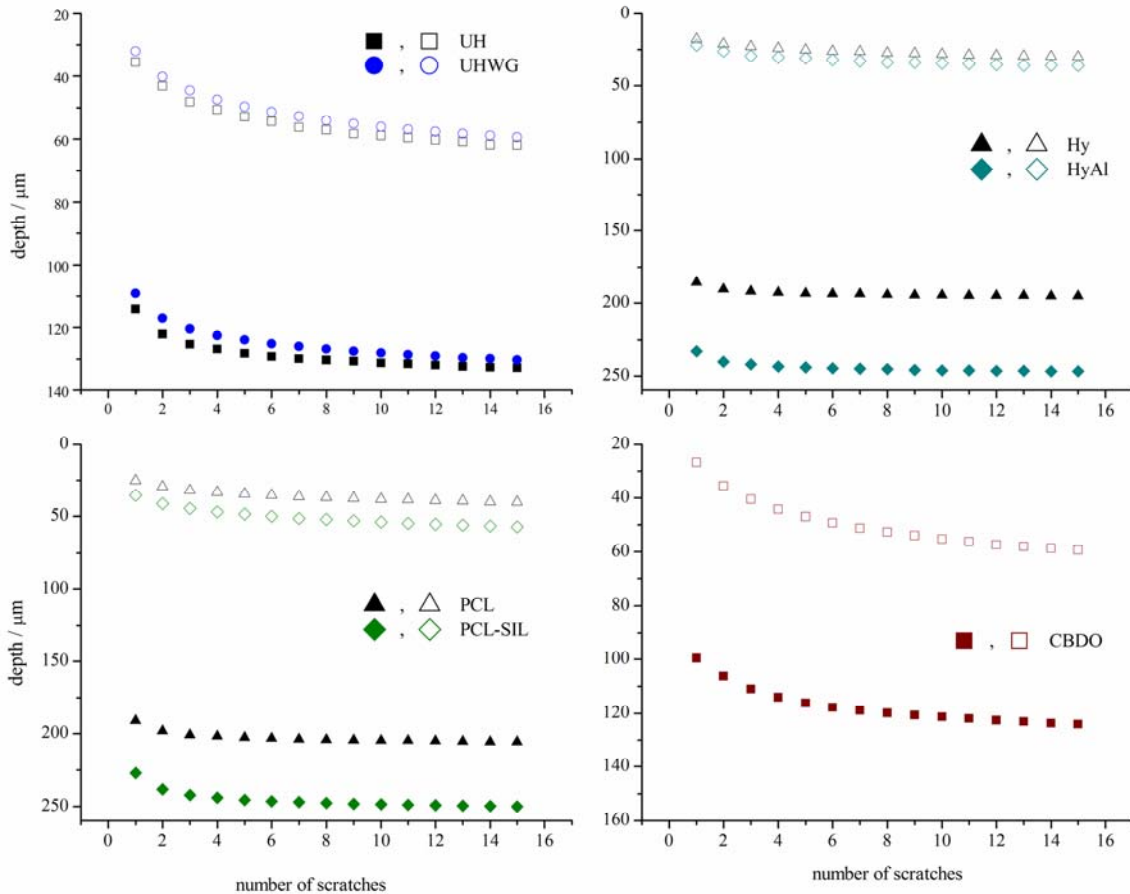 20
40
60
80
100
120
140
0 2 4 6 8 10 12 14 16
depth / μm
, UH
, UHWG
0
50
100
150
200
250
0 2 4 6 8 10 12 14 16
, Hy
, HyAl
0
50
100
150
200
250
0 2 4 6 8 10 12 14 16
depth / μm
number of scratches
, PCL
, PCL-SIL
20
40
60
80
100
120
140
160
0 2 4 6 8 10 12 14 16
number of scratches
, CBDO